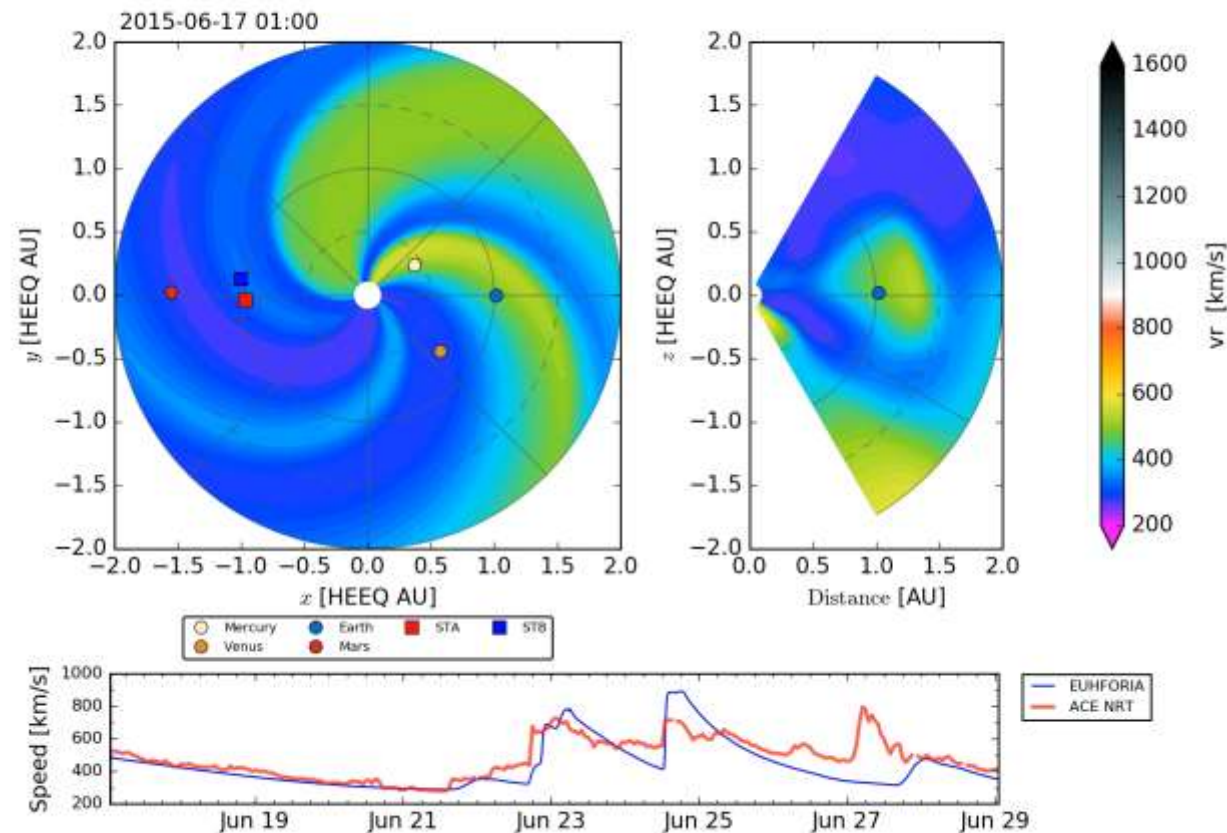 2015-06-17 01:00
2.0
1.5
1.0
0.5
0.0
−0.5
−1.0
−1.5
−2.0
y [HEEQ AU]
−2.0 −1.5 −1.0 −0.5 0.0 0.5 1.0 1.5 2.0
x [HEEQ AU]
2.0
1.5
1.0
0.5
0.0
−0.5
−1.0
−1.5
−2.0
z [HEEQ AU]
0.0 0.5 1.0 1.5 2.0
Distance [AU]
1600
1400
1200
1000
800
600
400
200
vr [km/s]
Mercury Earth STA STB
Venus Mars
1000
800
600
400
200
Speed [km/s]
Jun 19 Jun 21 Jun 23 Jun 25 Jun 27 Jun 29
EUHFORIA
ACE NRT